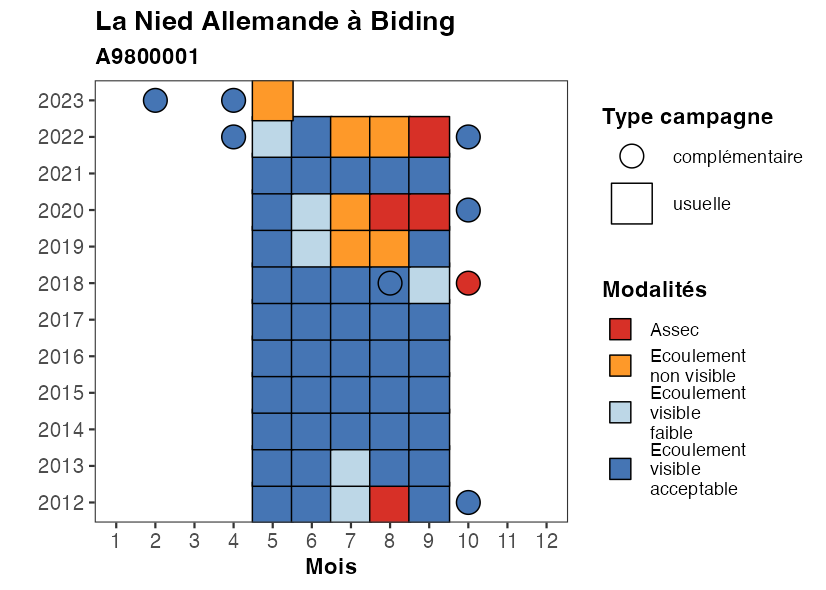 La Nied Allemande à Biding
A9800001
2023
2022
2021
2020
2019
2018
2017
2016
2015
2014
2013
2012
1 2 3 4 5 6 7 8 9 10 11 12
Mois
Type campagne
complémentaire
usuelle
Modalités
Assec
Ecoulement
non visible
Ecoulement
visible
faible
Ecoulement
visible
acceptable